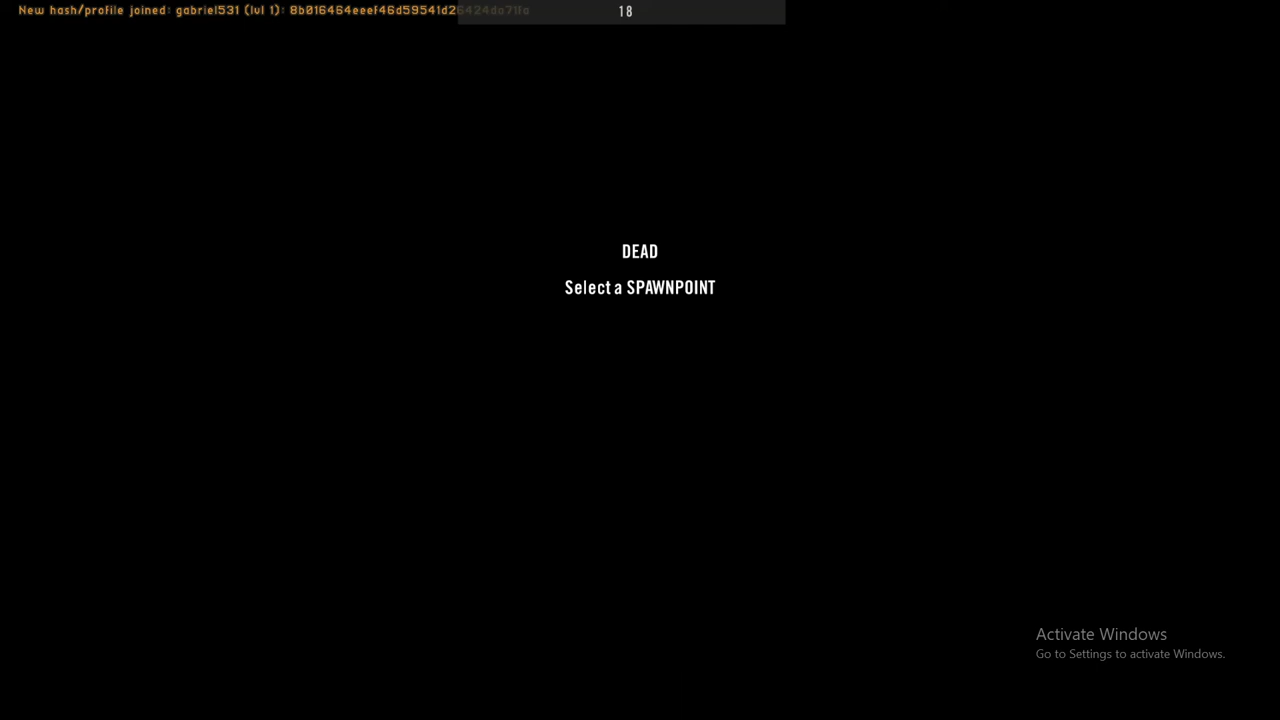 New hash/profile joined: gabriel531 (lvl 1): 8b016464eeef46d59541d26424da71fa
18
DEAD
Select a SPAWNPOINT
Activate Windows
Go to Settings to activate Windows.